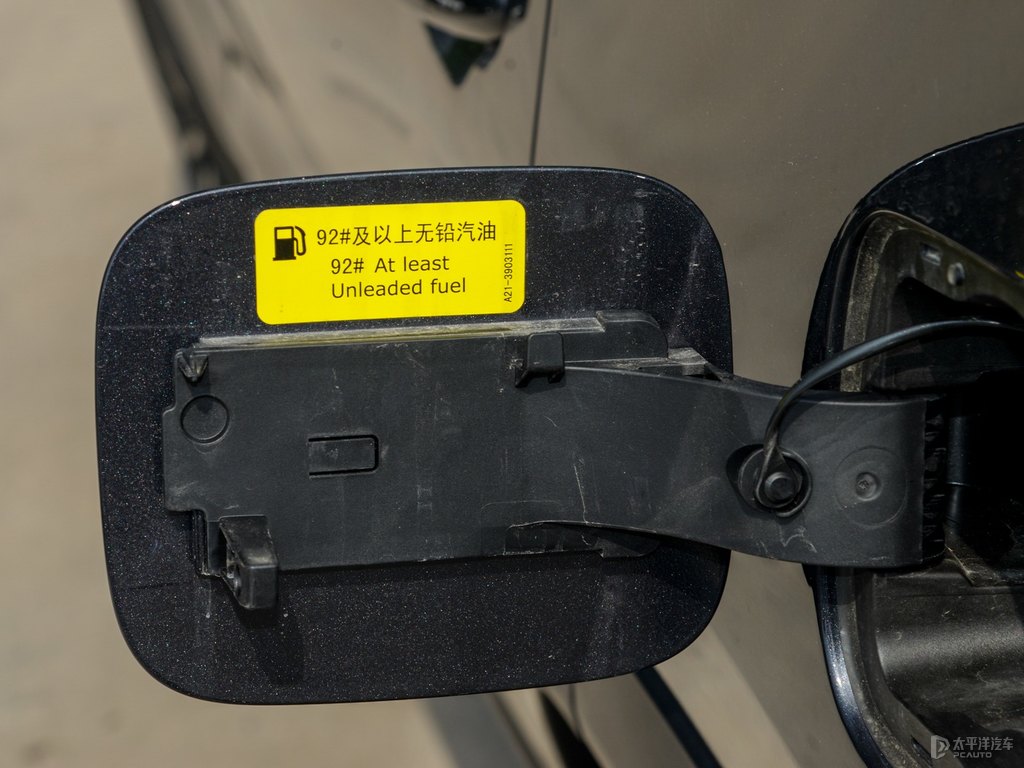 92#及以上无铅汽油
92# At least
Unleaded fuel
A21-3903111
太平洋汽车
PCAUTO